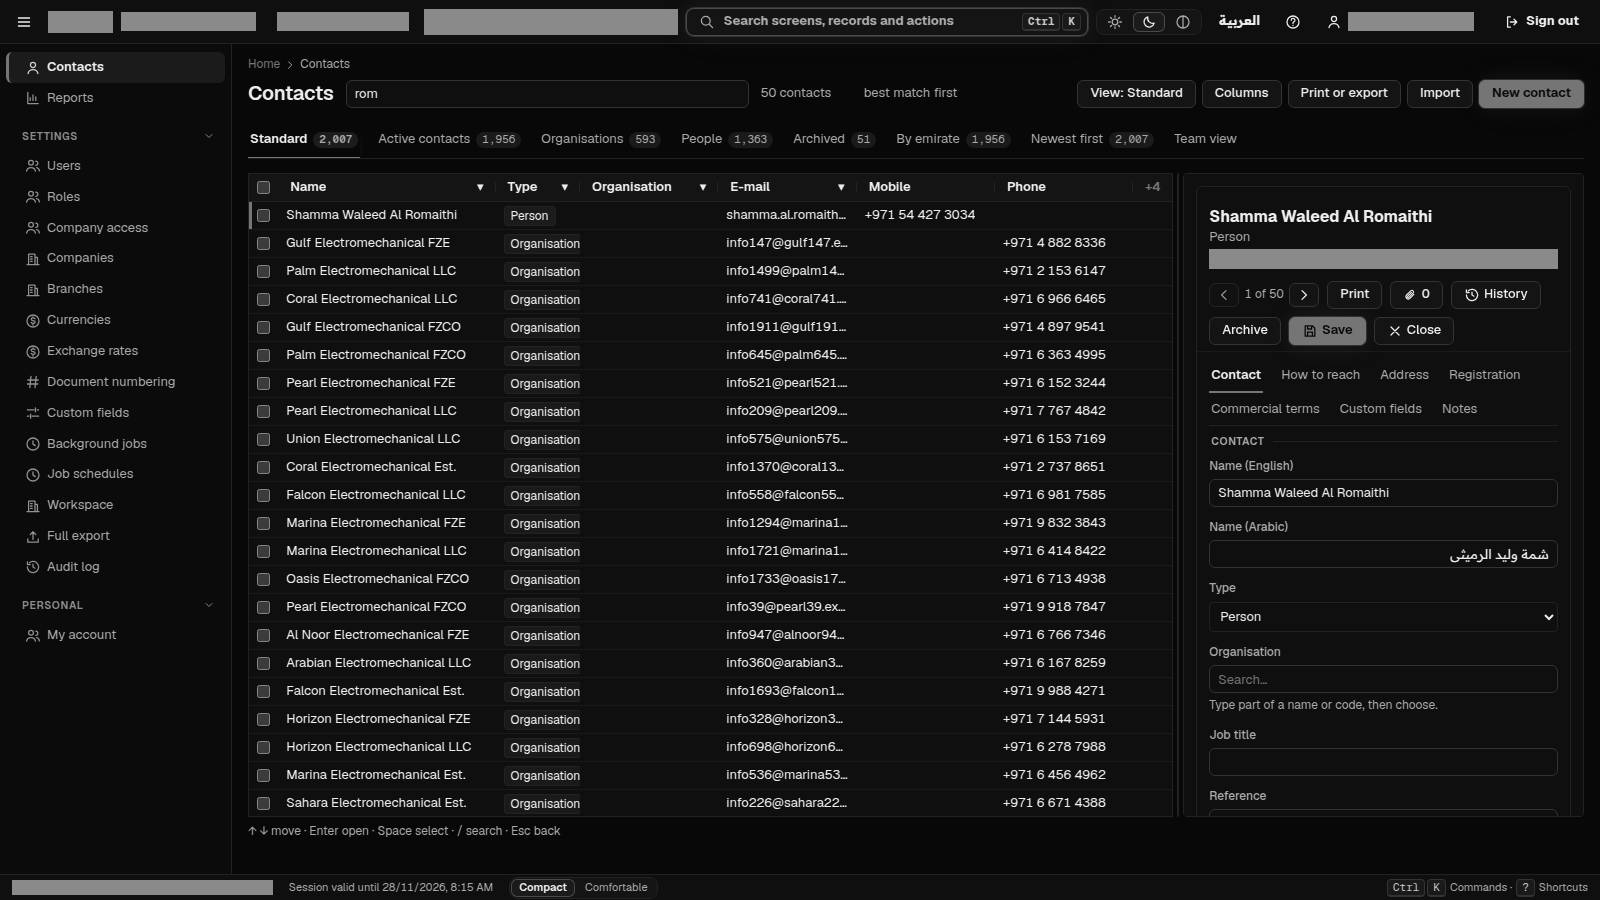 Search screens, records and actions Ctrl K العربية Sign out
Contacts
Reports
SETTINGS
Users
Roles
Company access
Companies
Branches
Currencies
Exchange rates
Document numbering
Custom fields
Background jobs
Job schedules
Workspace
Full export
Audit log
PERSONAL
My account
Home > Contacts
Contacts rom 50 contacts best match first View: Standard Columns Print or export Import New contact
Standard 2,007 Active contacts 1,956 Organisations 593 People 1,363 Archived 51 By emirate 1,956 Newest first 2,007 Team view
Name ▼ Type ▼ Organisation ▼ E-mail ▼ Mobile Phone +4
Shamma Waleed Al Romaithi Person shamma.al.romaith… +971 54 427 3034
Gulf Electromechanical FZE Organisation info147@gulf147.e… +971 4 882 8336
Palm Electromechanical LLC Organisation info1499@palm14… +971 2 153 6147
Coral Electromechanical LLC Organisation info741@coral741.… +971 6 966 6465
Gulf Electromechanical FZCO Organisation info1911@gulf191… +971 4 897 9541
Palm Electromechanical FZCO Organisation info645@palm645.… +971 6 363 4995
Pearl Electromechanical FZE Organisation info521@pearl521.… +971 6 152 3244
Pearl Electromechanical LLC Organisation info209@pearl209.… +971 7 767 4842
Union Electromechanical LLC Organisation info575@union575… +971 6 153 7169
Coral Electromechanical Est. Organisation info1370@coral13… +971 2 737 8651
Falcon Electromechanical LLC Organisation info558@falcon55… +971 6 981 7585
Marina Electromechanical FZE Organisation info1294@marina1… +971 9 832 3843
Marina Electromechanical LLC Organisation info1721@marina1… +971 6 414 8422
Oasis Electromechanical FZCO Organisation info1733@oasis17… +971 6 713 4938
Pearl Electromechanical FZCO Organisation info39@pearl39.ex… +971 9 918 7847
Al Noor Electromechanical FZE Organisation info947@alnoor94… +971 6 766 7346
Arabian Electromechanical LLC Organisation info360@arabian3… +971 6 167 8259
Falcon Electromechanical Est. Organisation info1693@falcon1… +971 9 988 4271
Horizon Electromechanical FZE Organisation info328@horizon3… +971 7 144 5931
Horizon Electromechanical LLC Organisation info698@horizon6… +971 6 278 7988
Marina Electromechanical Est. Organisation info536@marina53… +971 6 456 4962
Sahara Electromechanical Est. Organisation info226@sahara22… +971 6 671 4388
↑↓ move · Enter open · Space select · / search · Esc back
Shamma Waleed Al Romaithi
Person
1 of 50 Print 0 History
Archive Save Close
Contact How to reach Address Registration
Commercial terms Custom fields Notes
CONTACT
Name (English)
Shamma Waleed Al Romaithi
Name (Arabic)
شمة وليد الرميثي
Type
Person
Organisation
Search…
Type part of a name or code, then choose.
Job title
Reference
Session valid until 28/11/2026, 8:15 AM Compact Comfortable Ctrl K Commands · ? Shortcuts